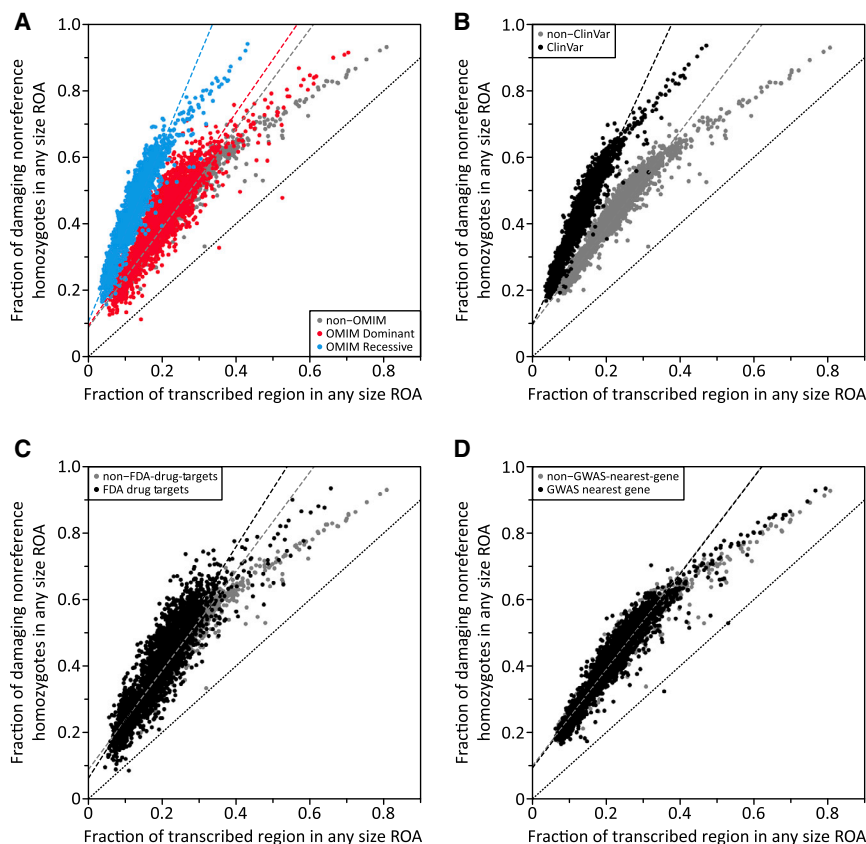 A
Fraction of damaging nonreference
homozygotes in any size ROA
1.0
0.8
0.6
0.4
0.2
0
non−OMIM
OMIM Dominant
OMIM Recessive
0 0.2 0.4 0.6 0.8
Fraction of transcribed region in any size ROA
B
Fraction of damaging nonreference
homozygotes in any size ROA
1.0
0.8
0.6
0.4
0.2
0
non−ClinVar
ClinVar
0 0.2 0.4 0.6 0.8
Fraction of transcribed region in any size ROA
C
Fraction of damaging nonreference
homozygotes in any size ROA
1.0
0.8
0.6
0.4
0.2
0
non−FDA-drug-targets
FDA drug targets
0 0.2 0.4 0.6 0.8
Fraction of transcribed region in any size ROA
D
Fraction of damaging nonreference
homozygotes in any size ROA
1.0
0.8
0.6
0.4
0.2
0
non−GWAS-nearest-gene
GWAS nearest gene
0 0.2 0.4 0.6 0.8
Fraction of transcribed region in any size ROA